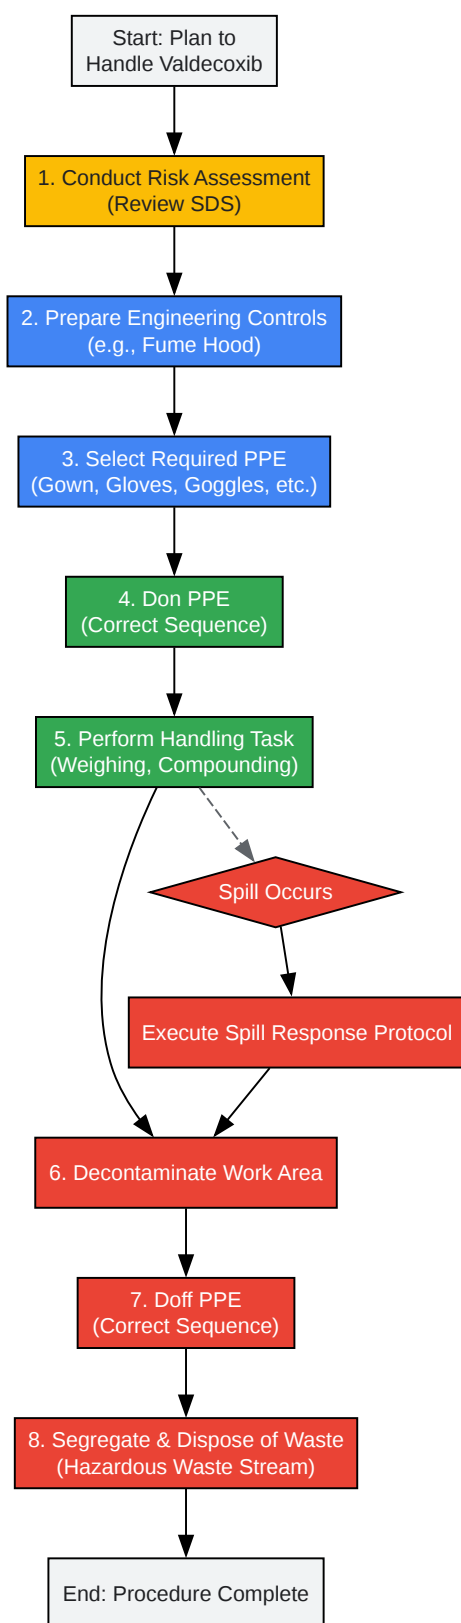 Start: Plan to
Handle Valdecoxib
1. Conduct Risk Assessment
(Review SDS)
2. Prepare Engineering Controls
(e.g., Fume Hood)
3. Select Required PPE
(Gown, Gloves, Goggles, etc.)
4. Don PPE
(Correct Sequence)
5. Perform Handling Task
(Weighing, Compounding)
Spill Occurs
Execute Spill Response Protocol
6. Decontaminate Work Area
7. Doff PPE
(Correct Sequence)
8. Segregate & Dispose of Waste
(Hazardous Waste Stream)
End: Procedure Complete